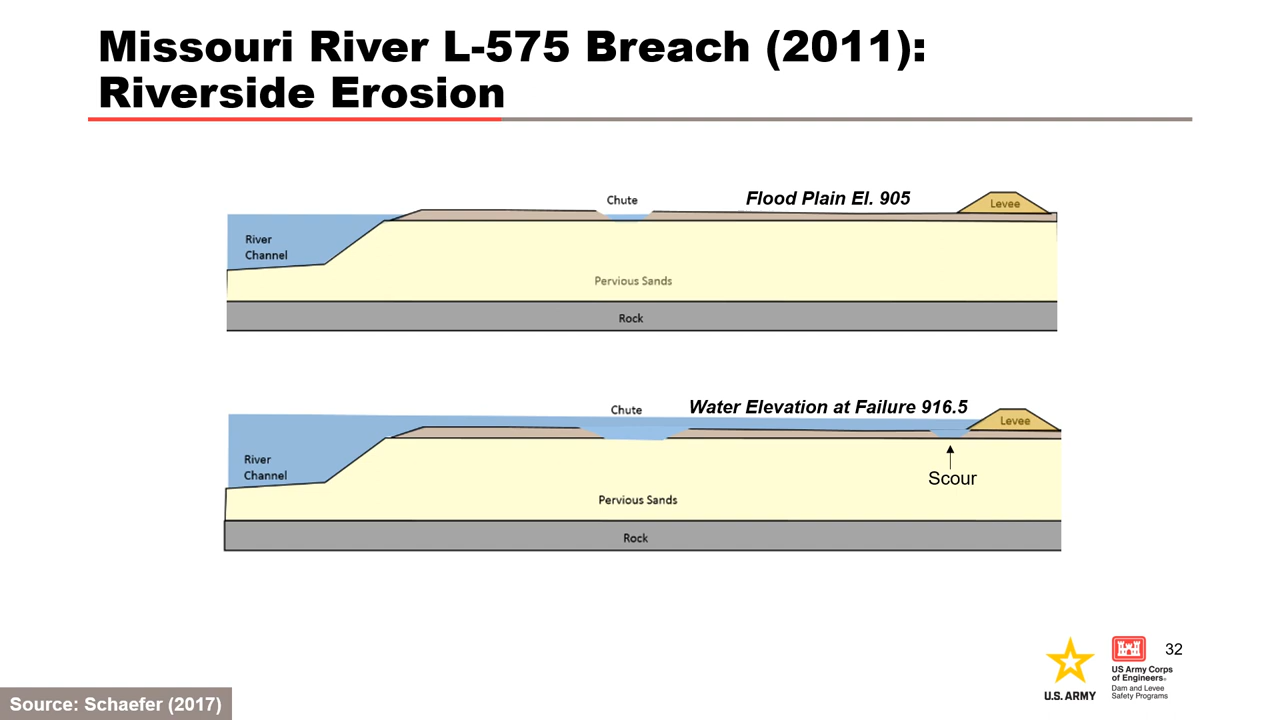 Missouri River L-575 Breach (2011):
Riverside Erosion
Chute
Flood Plain El. 905
Levee
River
Channel
Pervious Sands
Rock
Chute
Water Elevation at Failure 916.5
Levee
River
Channel
Scour
Pervious Sands
Rock
32
U.S. ARMY
US Army Corps
of Engineers®
Dam and Levee
Safety Programs
Source: Schaefer (2017)